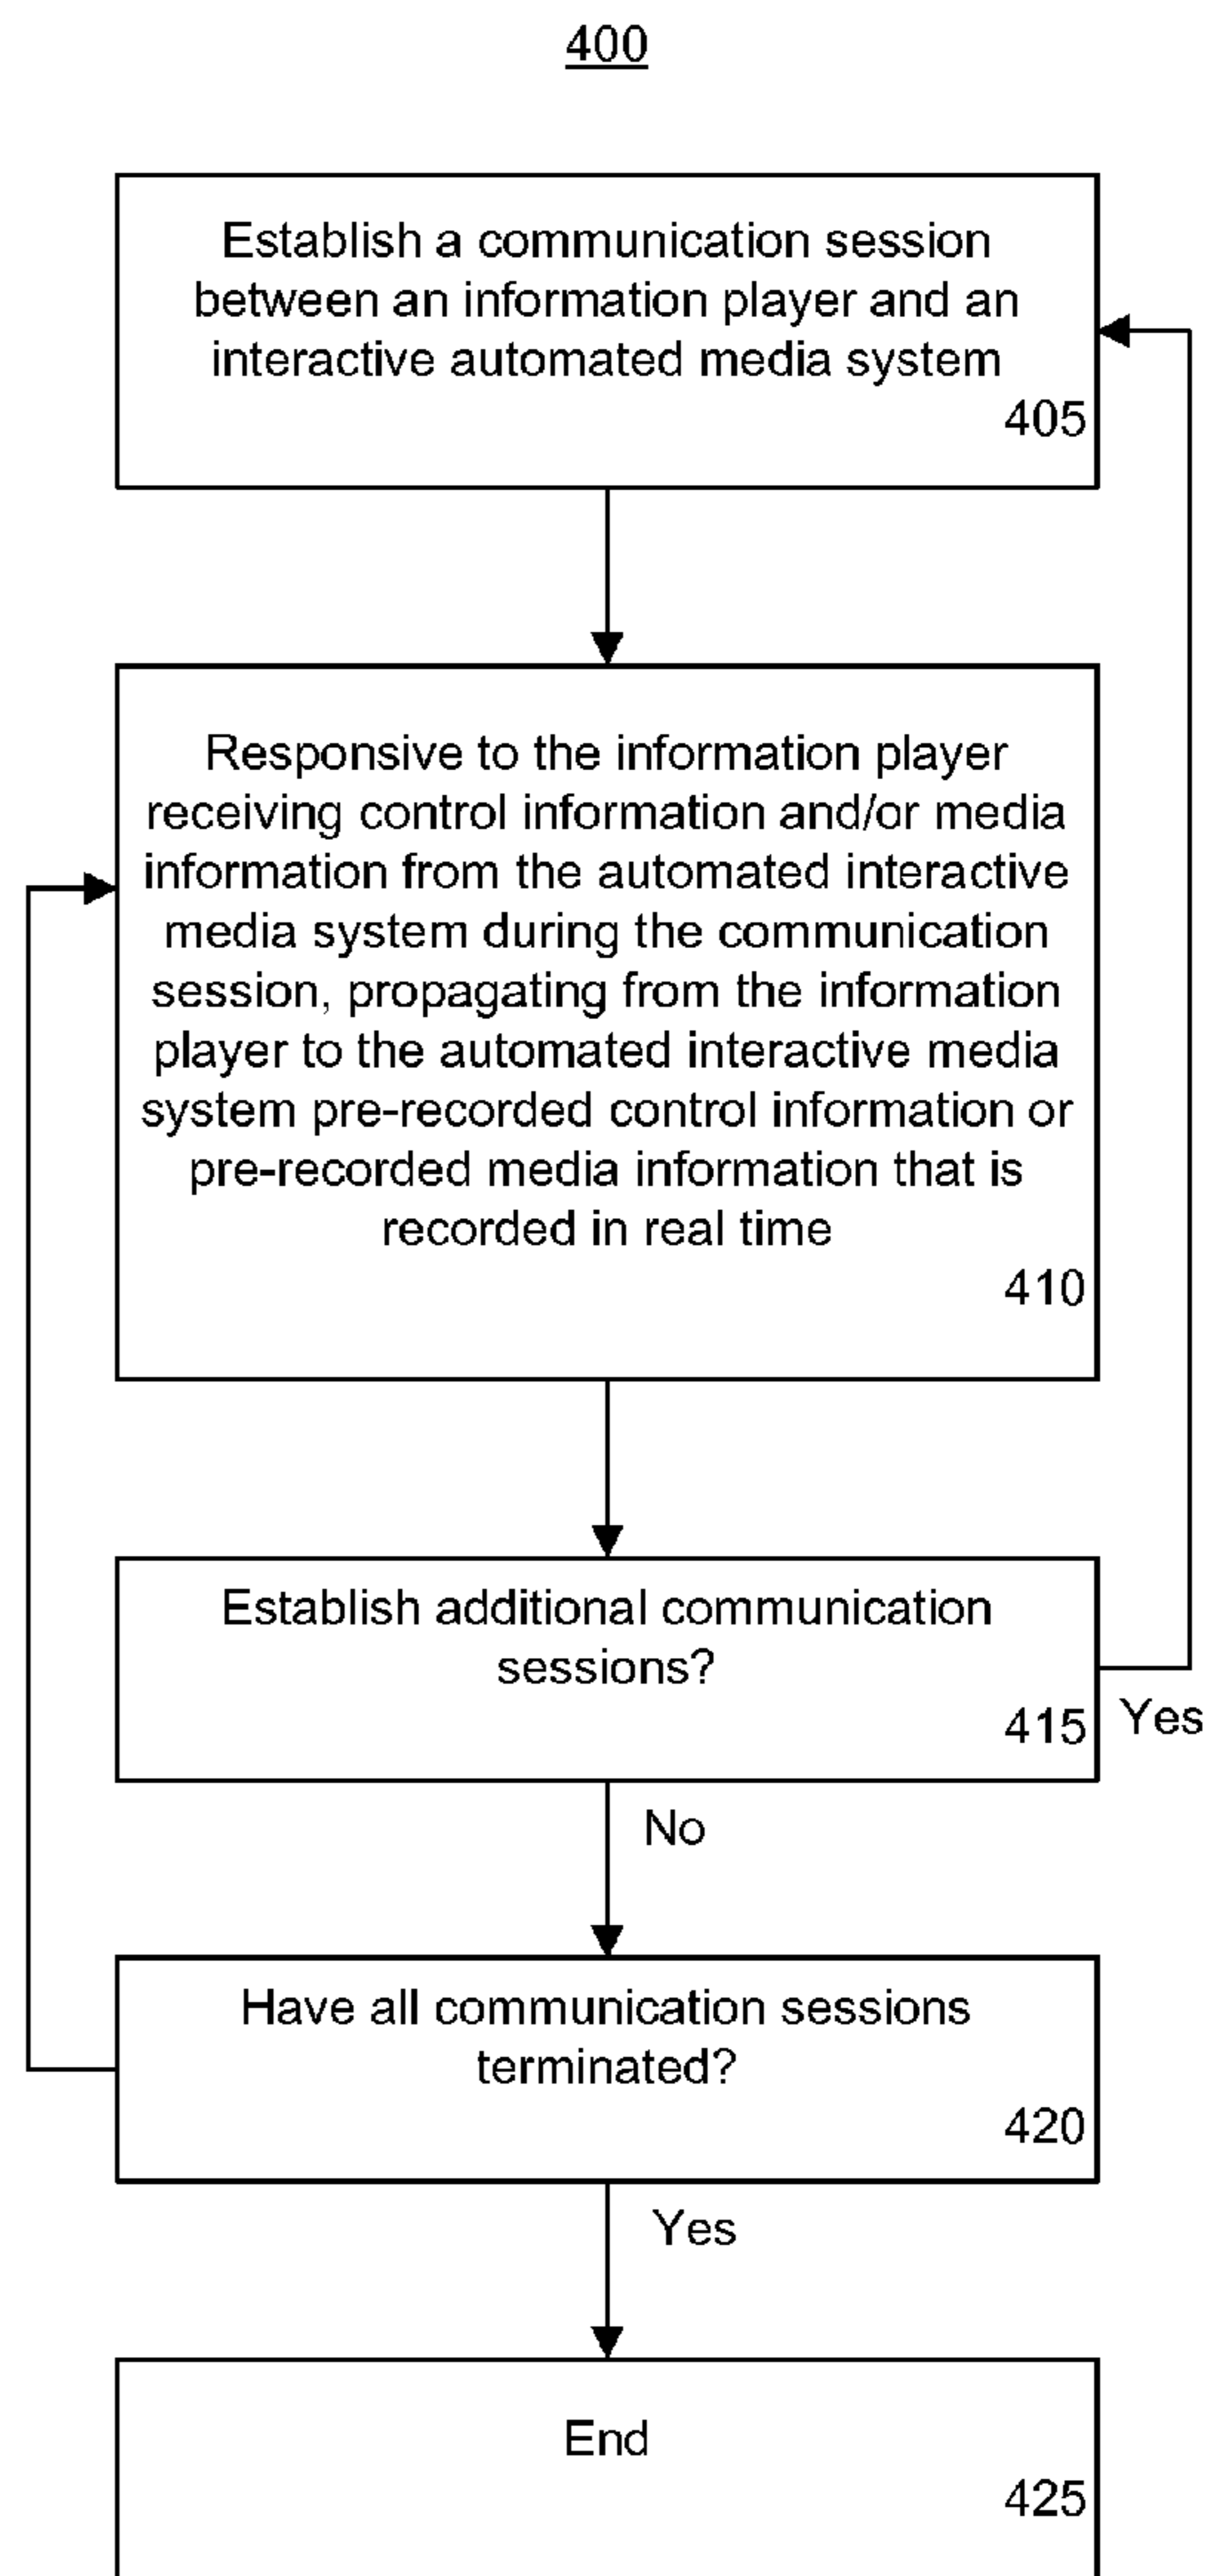 400
Establish a communication session
between an information player and an
interactive automated media system
405
Responsive to the information player
receiving control information and/or media
information from the automated interactive
media system during the communication
session, propagating from the information
player to the automated interactive media
system pre-recorded control information or
pre-recorded media information that is
recorded in real time
410
Establish additional communication
sessions?
415
Yes
No
Have all communication sessions
terminated?
420
Yes
End
425